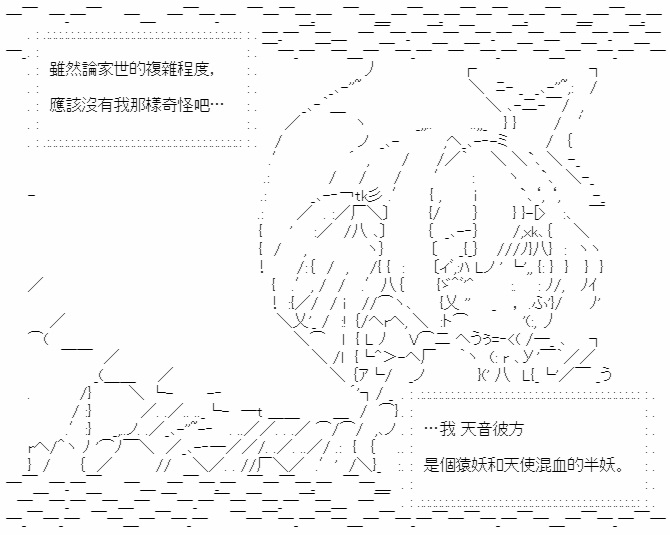 雖然論家世的複雜程度，
應該沒有我那樣奇怪吧…
…我 天音彼方
是個猿妖和天使混血的半妖。